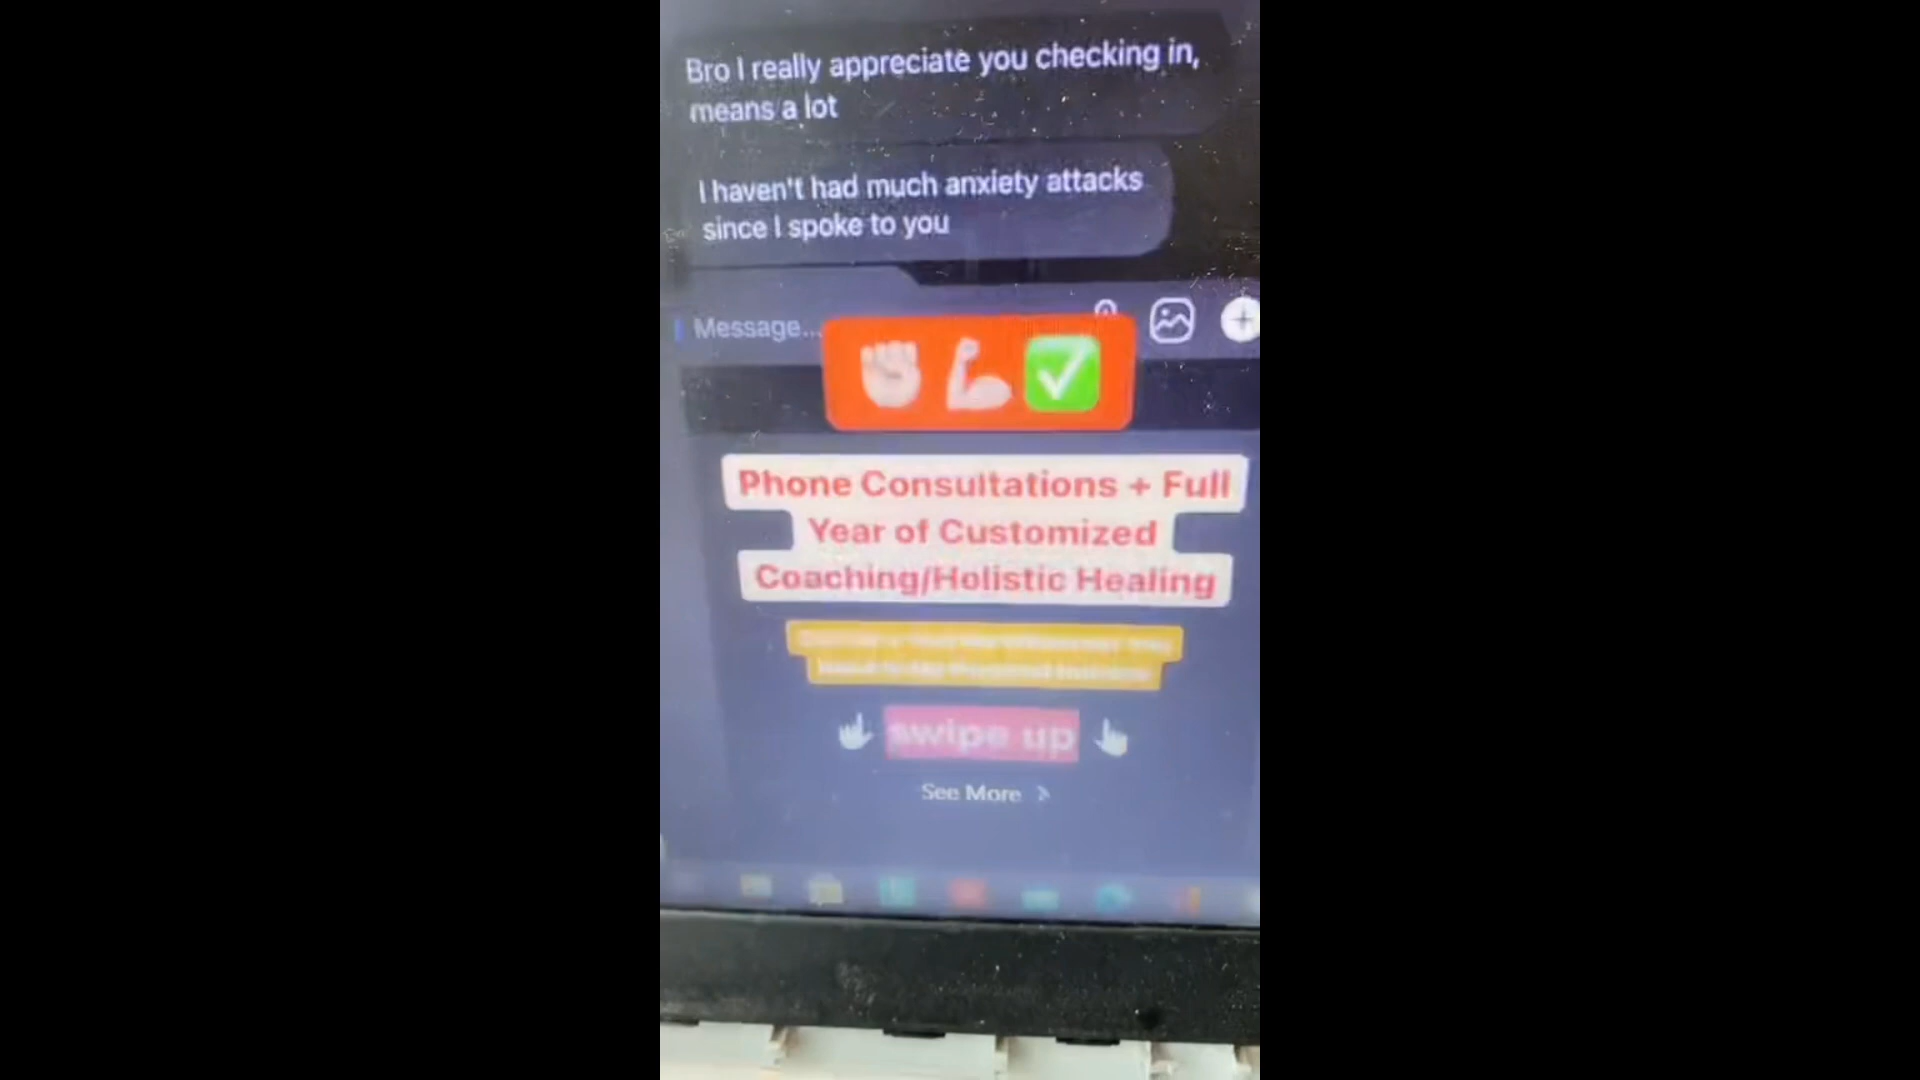 Bro I really appreciate you checking in,
means a lot
I haven't had much anxiety attacks
since I spoke to you
Message...
Phone Consultations + Full
Year of Customized
Coaching/Holistic Healing
swipe up
See More